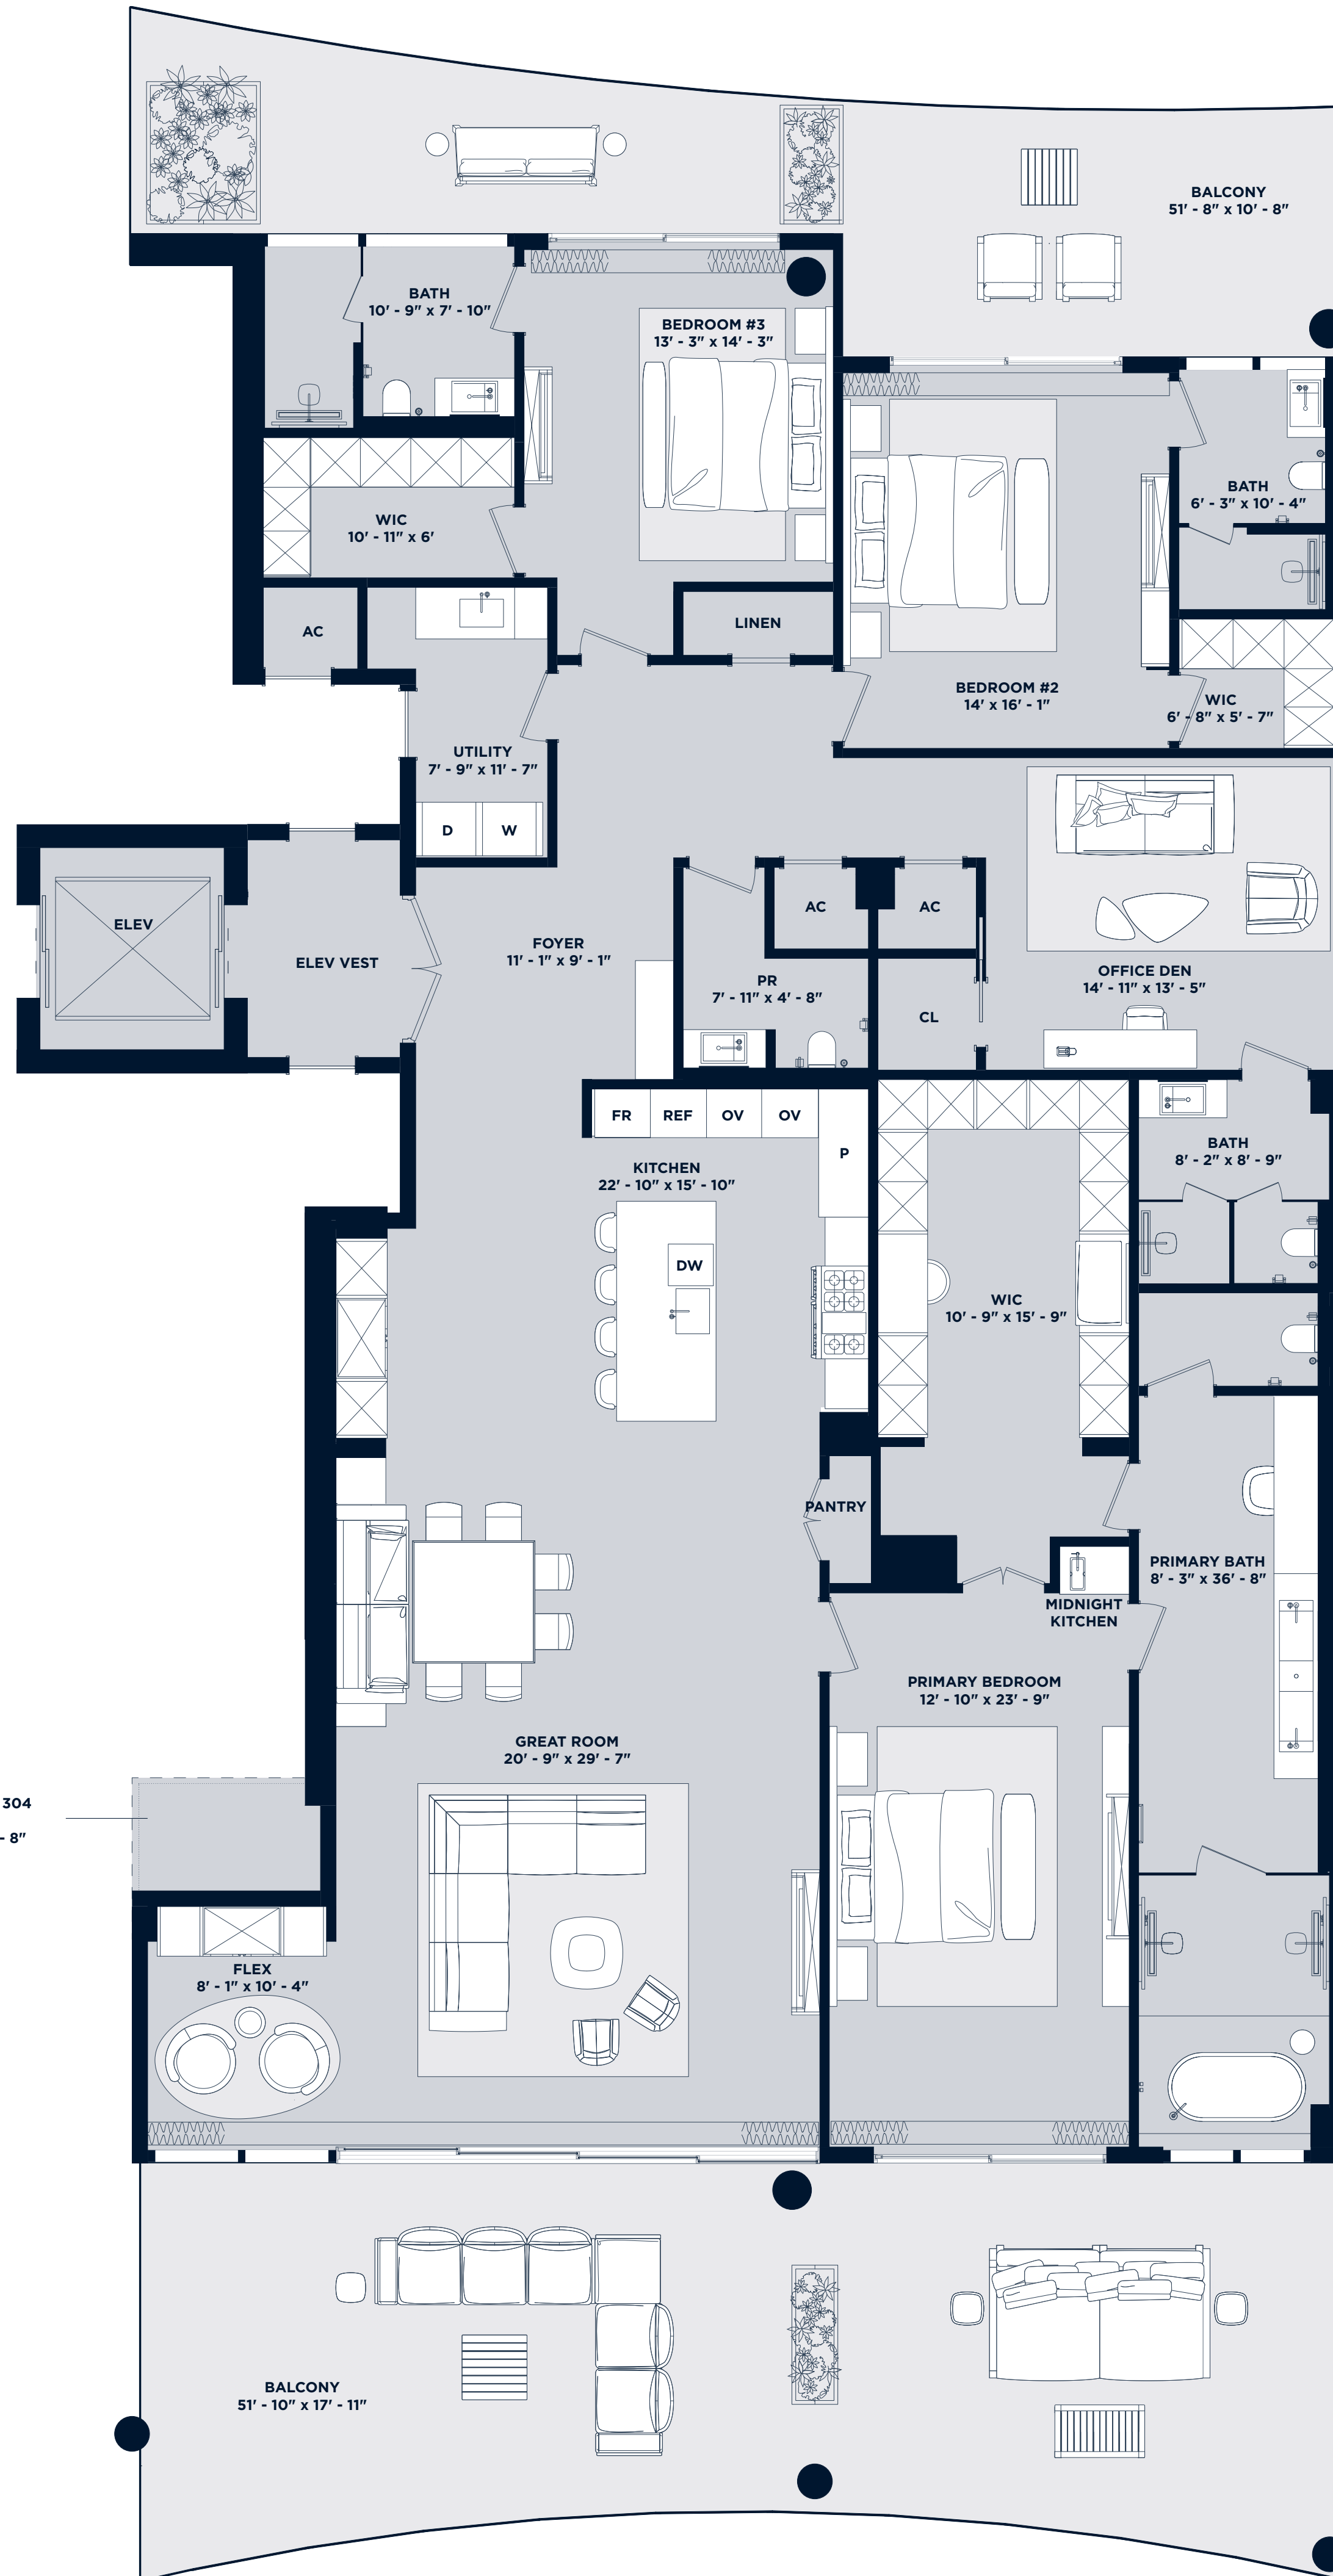 BALCONY
51' - 8" x 10' - 8"
BATH
10' - 9" x 7' - 10"
BEDROOM #3
13' - 3" x 14' - 3"
BATH
6' - 3" x 10' - 4"
WIC
10' - 11" x 6'
AC
LINEN
BEDROOM #2
14' x 16' - 1"
WIC
6' - 8" x 5' - 7"
UTILITY
7' - 9" x 11' - 7"
D
W
ELEV
ELEV VEST
FOYER
11' - 1" x 9' - 1"
AC
AC
PR
7' - 11" x 4' - 8"
CL
OFFICE DEN
14' - 11" x 13' - 5"
FR
REF
OV
OV
P
KITCHEN
22' - 10" x 15' - 10"
BATH
8' - 2" x 8' - 9"
DW
WIC
10' - 9" x 15' - 9"
PANTRY
PRIMARY BATH
8' - 3" x 36' - 8"
MIDNIGHT
KITCHEN
PRIMARY BEDROOM
12' - 10" x 23' - 9"
GREAT ROOM
20' - 9" x 29' - 7"
304
- 8"
FLEX
8' - 1" x 10' - 4"
BALCONY
51' - 10" x 17' - 11"